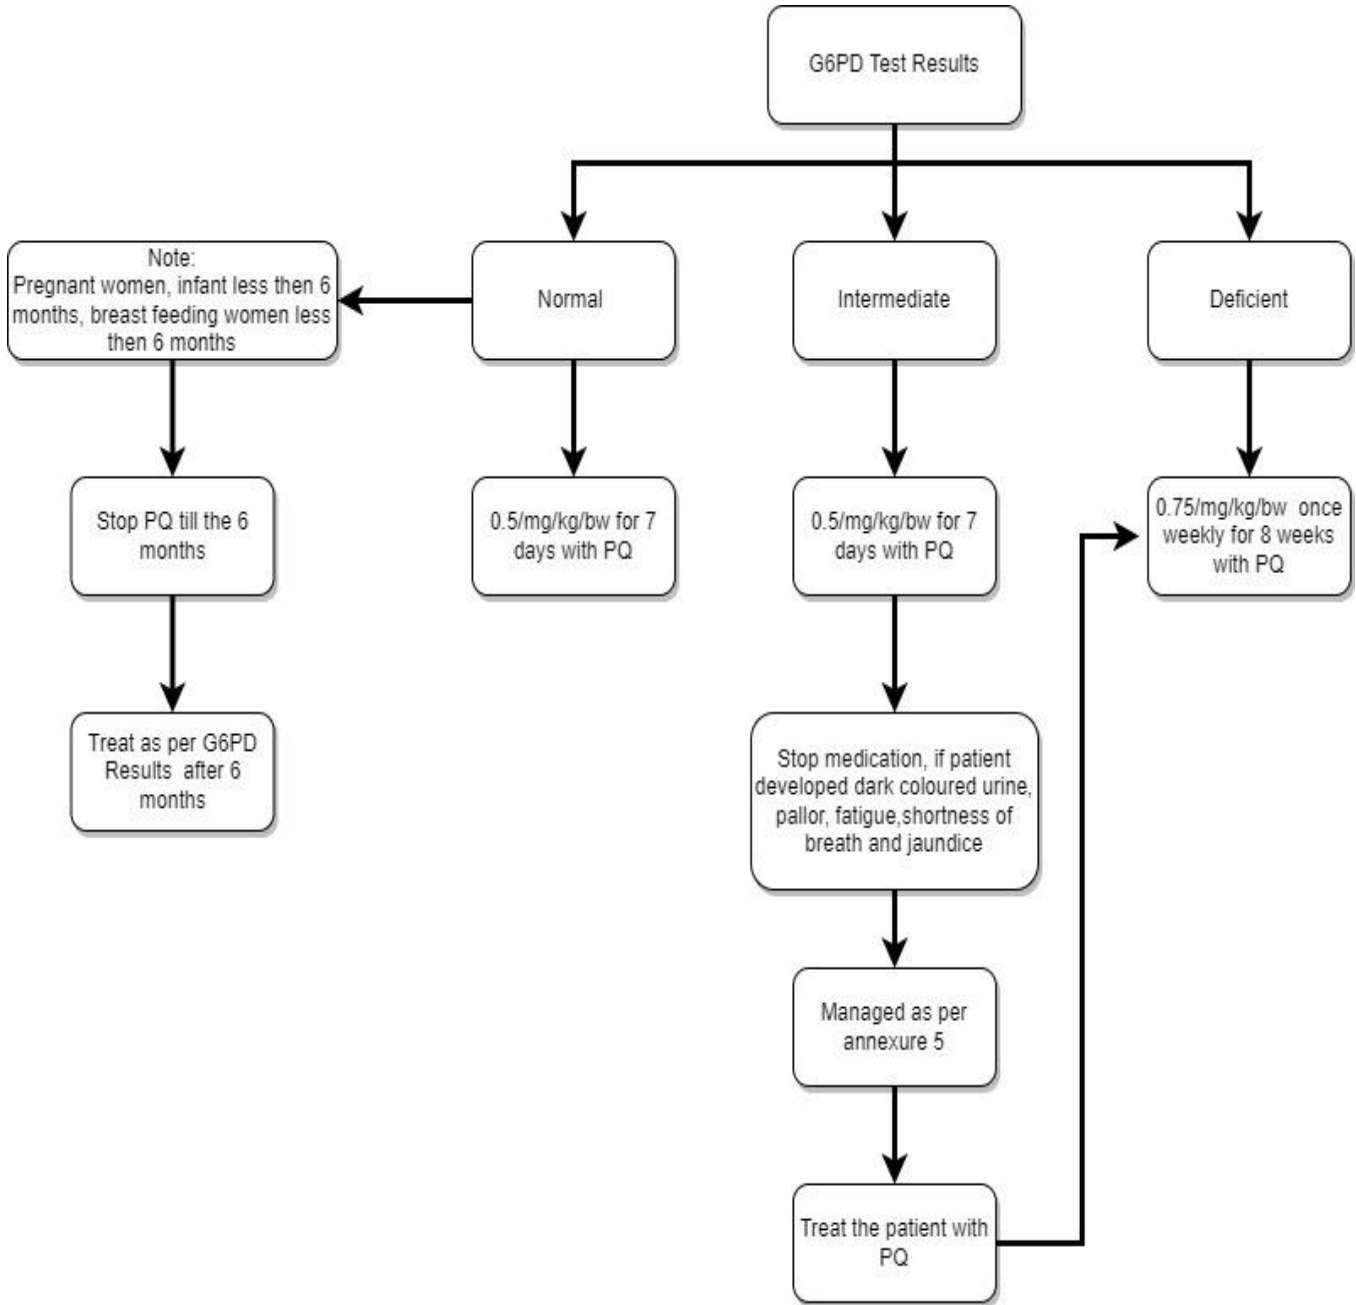 G6PD Test Results
Note:
Pregnant women, infant less then 6
months, breast feeding women less
then 6 months
Normal
Intermediate
Deficient
Stop PQ till the 6
months
0.5/mg/kg/bw for 7
days with PQ
0.5/mg/kg/bw for 7
days with PQ
0.75/mg/kg/bw once
weekly for 8 weeks
with PQ
Treat as per G6PD
Results after 6
months
Stop medication, if patient
developed dark coloured urine,
pallor, fatigue,shortness of
breath and jaundice
Managed as per
annexure 5
Treat the patient with
PQ